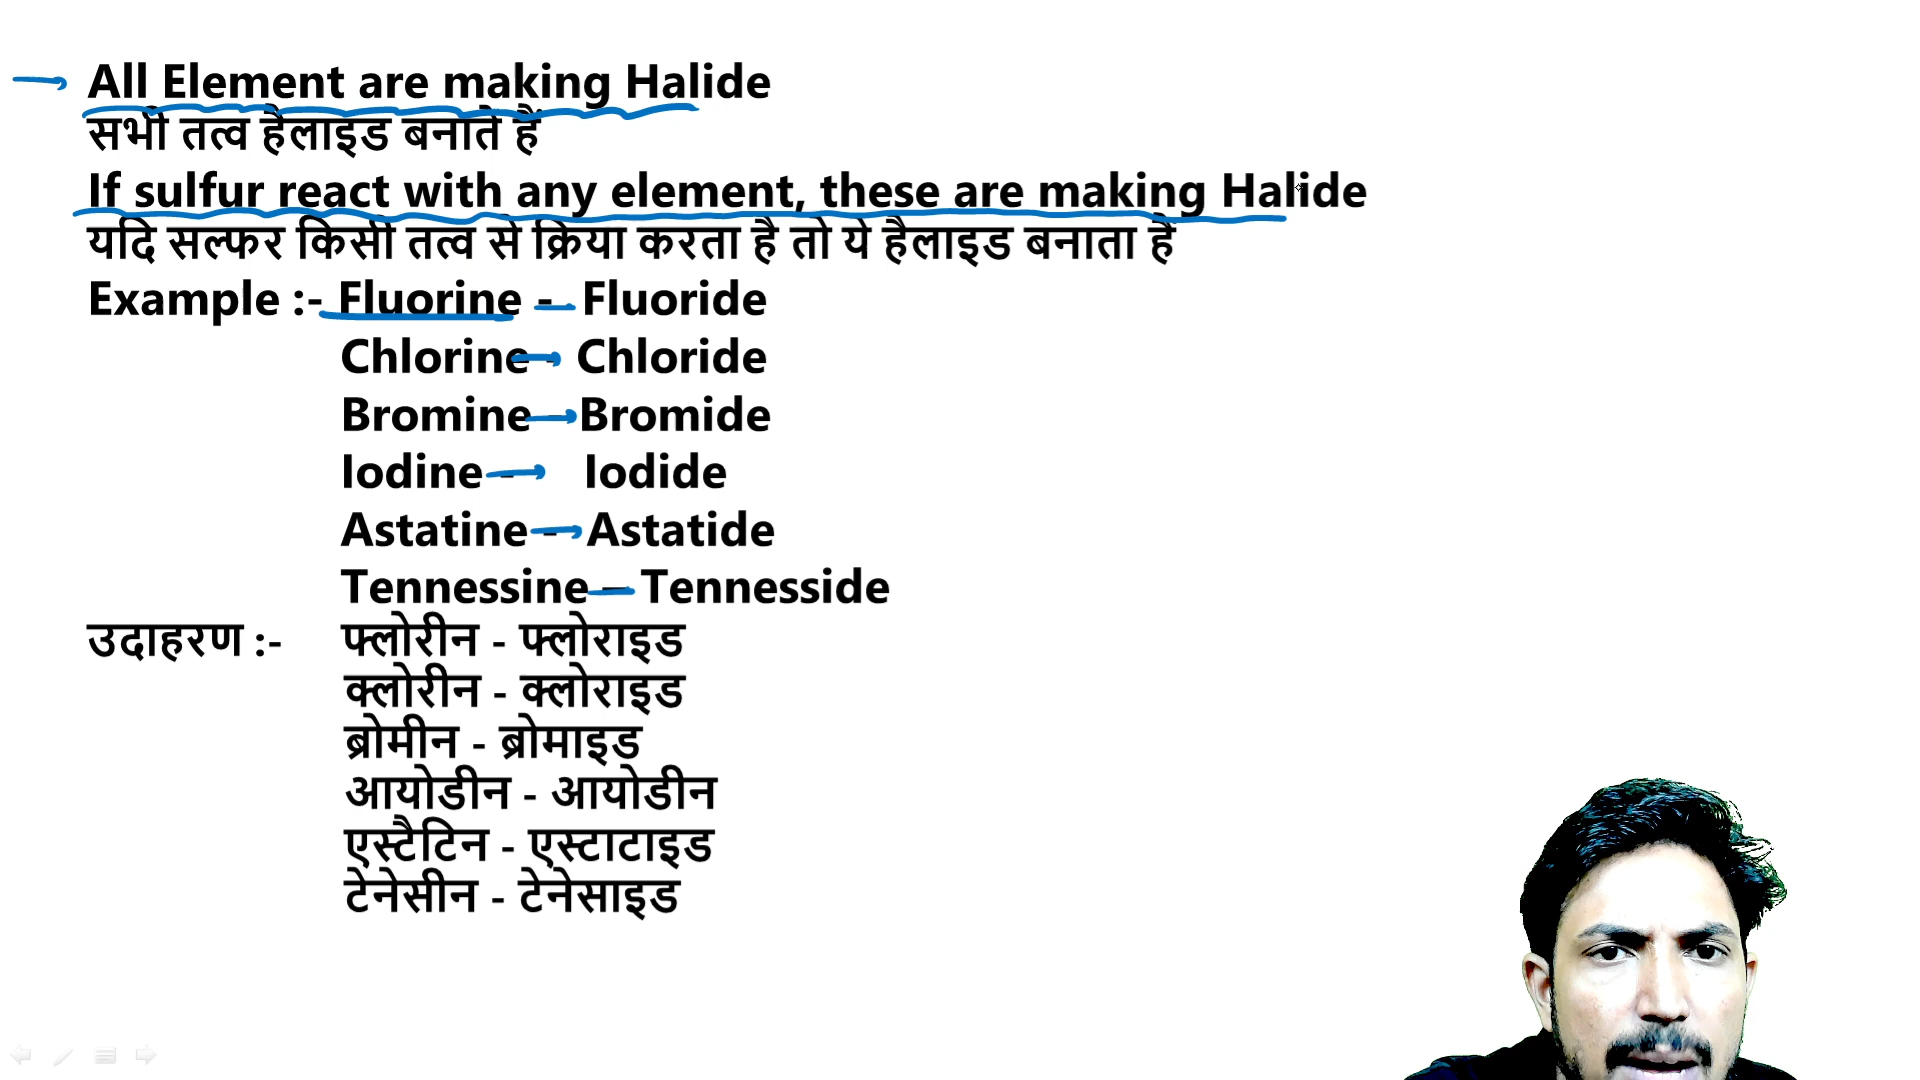 All Element are making Halide
सभी तत्व हैलाइड बनाते हैं
If sulfur react with any element, these are making Halide
यदि सल्फर किसी तत्व से क्रिया करता है तो ये हैलाइड बनाता है
Example :- Fluorine - Fluoride
Chlorine - Chloride
Bromine - Bromide
Iodine - Iodide
Astatine - Astatide
Tennessine – Tennesside
उदाहरण :- फ्लोरीन - फ्लोराइड
क्लोरीन - क्लोराइड
ब्रोमीन - ब्रोमाइड
आयोडीन - आयोडीन
एस्टैटिन - एस्टाटाइड
टेनेसीन - टेनेसाइड